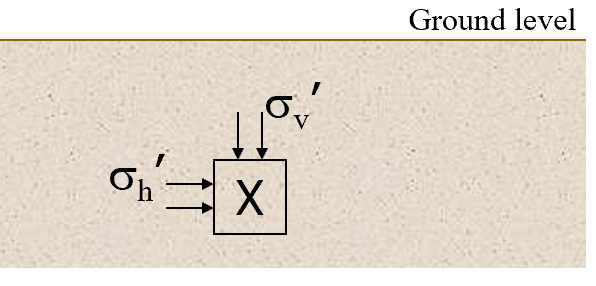 Ground level
σv′
σh′
X